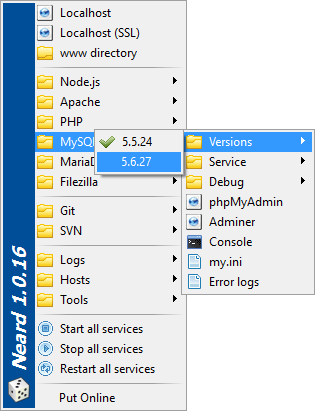 Localhost
Localhost (SSL)
www directory
Node.js
Apache
PHP
MySQL
MariaD
Filezilla
Git
SVN
Logs
Hosts
Tools
Start all services
Stop all services
Restart all services
Put Online
Neard 1.0.16
5.5.24
5.6.27
Versions
Service
Debug
phpMyAdmin
Adminer
Console
my.ini
Error logs